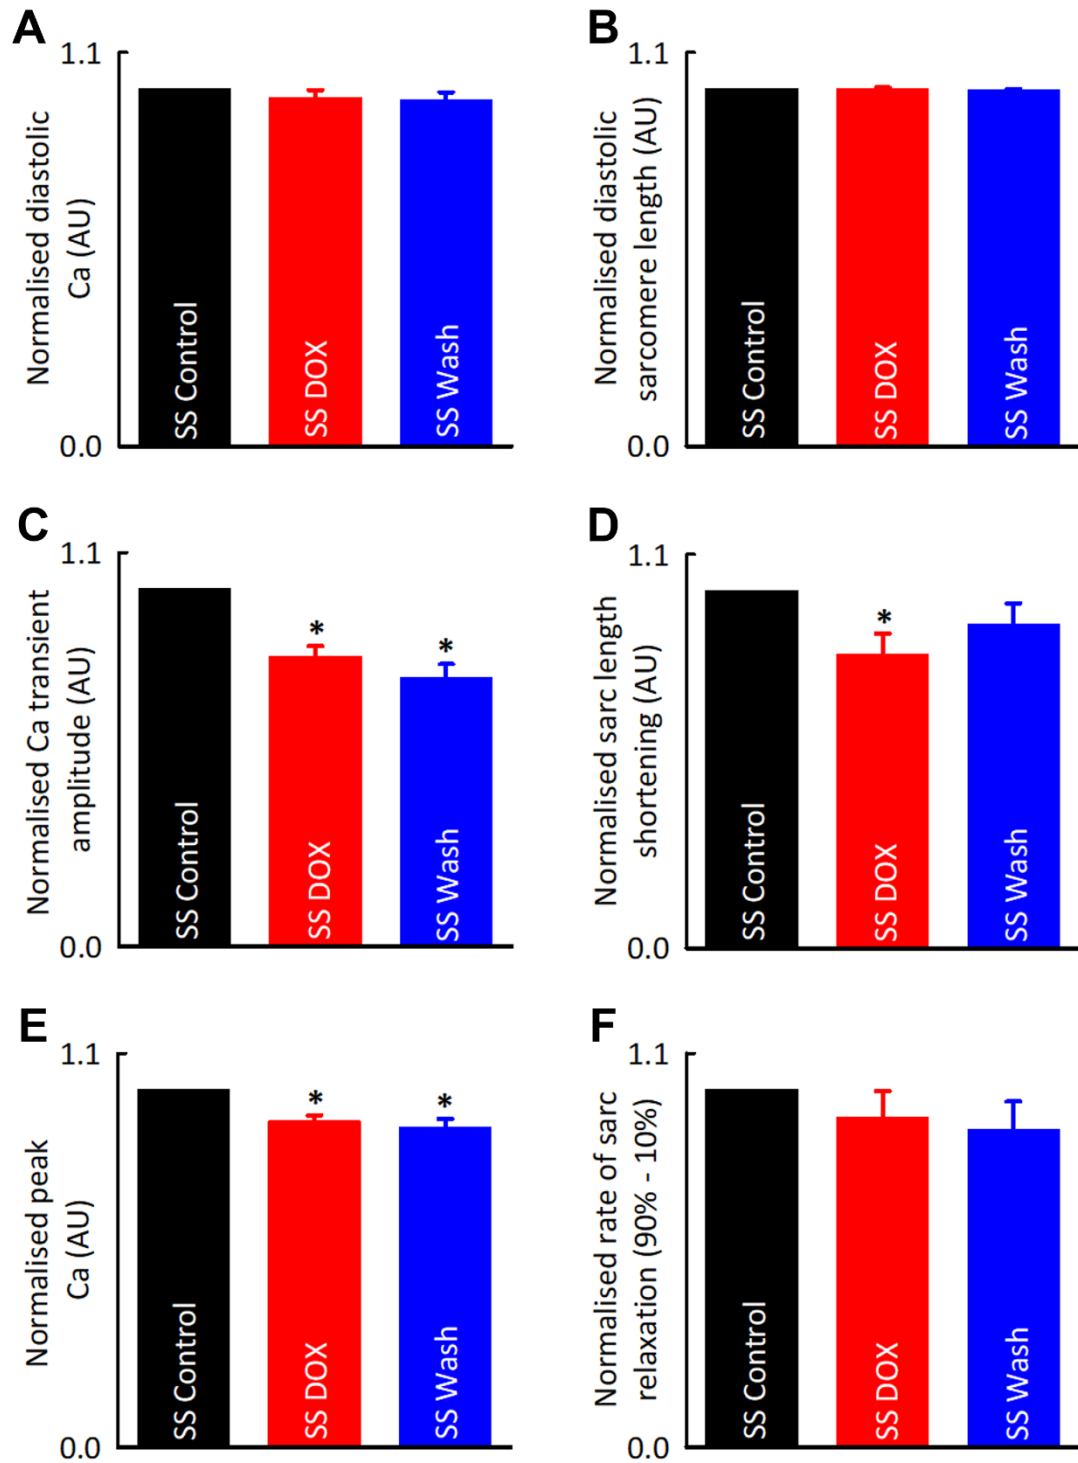 A
1.1
Normalised diastolic
Ca (AU)
0.0
SS Control
SS DOX
SS Wash
B
1.1
Normalised diastolic
sarcomere length (AU)
0.0
SS Control
SS DOX
SS Wash
C
1.1
Normalised Ca transient
amplitude (AU)
0.0
SS Control
*
SS DOX
*
SS Wash
D
1.1
Normalised sarc length
shortening (AU)
0.0
SS Control
*
SS DOX
SS Wash
E
1.1
Normalised peak
Ca (AU)
0.0
SS Control
*
SS DOX
*
SS Wash
F
1.1
Normalised rate of sarc
relaxation (90% - 10%)
0.0
SS Control
SS DOX
SS Wash